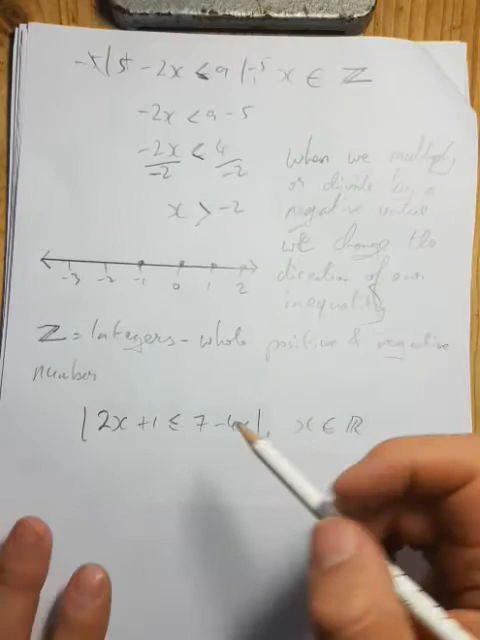 -5|5 - 2x < 9 |-5 x ∈ ℤ
-2x < 9 - 5
-2x/-2 < 4/-2
x > -2
when we multiply
or divide by a
negative value
we change the
direction of our
inequality
-3 -2 -1 0 1 2
ℤ = Integers - whole positive & negative
number
| 2x + 1 ≤ 7 - x |, x ∈ ℝ